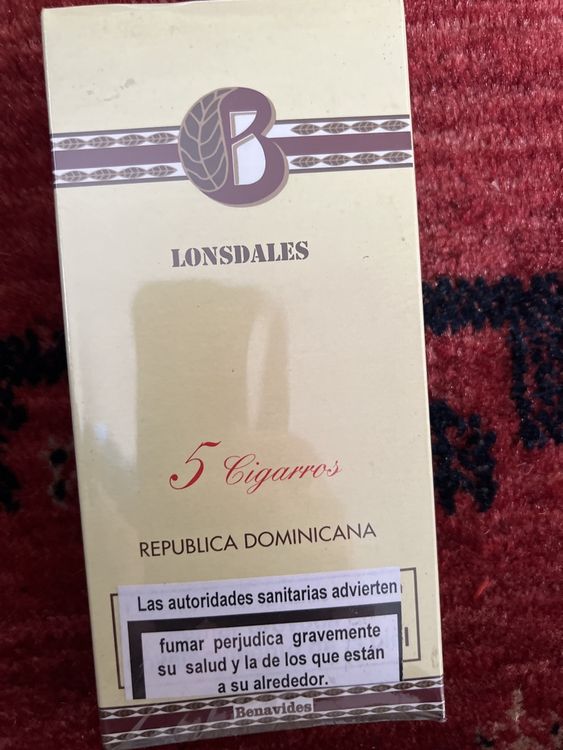 B
LONSDALES
5 Cigarros
REPUBLICA DOMINICANA
Las autoridades sanitarias advierten
fumar perjudica gravemente
su salud y la de los que están
a su alrededor.
Benavides